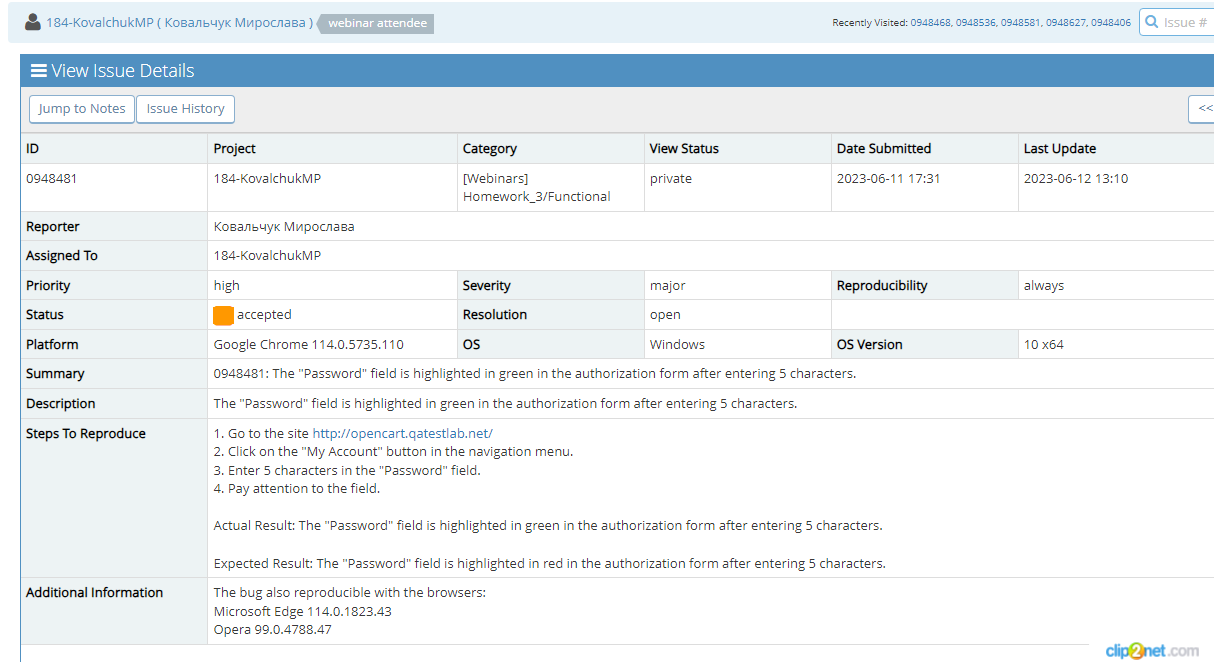 184-KovalchukMP ( Ковальчук Мирослава ) webinar attendee Recently Visited: 0948468, 0948536, 0948581, 0948627, 0948406 Issue #
View Issue Details
Jump to Notes Issue History <<
ID Project Category View Status Date Submitted Last Update
0948481 184-KovalchukMP [Webinars] private 2023-06-11 17:31 2023-06-12 13:10
Homework_3/Functional
Reporter Ковальчук Мирослава
Assigned To 184-KovalchukMP
Priority high Severity major Reproducibility always
Status accepted Resolution open
Platform Google Chrome 114.0.5735.110 OS Windows OS Version 10 x64
Summary 0948481: The "Password" field is highlighted in green in the authorization form after entering 5 characters.
Description The "Password" field is highlighted in green in the authorization form after entering 5 characters.
Steps To Reproduce 1. Go to the site http://opencart.qatestlab.net/
2. Click on the "My Account" button in the navigation menu.
3. Enter 5 characters in the "Password" field.
4. Pay attention to the field.
Actual Result: The "Password" field is highlighted in green in the authorization form after entering 5 characters.
Expected Result: The "Password" field is highlighted in red in the authorization form after entering 5 characters.
Additional Information The bug also reproducible with the browsers:
Microsoft Edge 114.0.1823.43
Opera 99.0.4788.47
clip2net.com